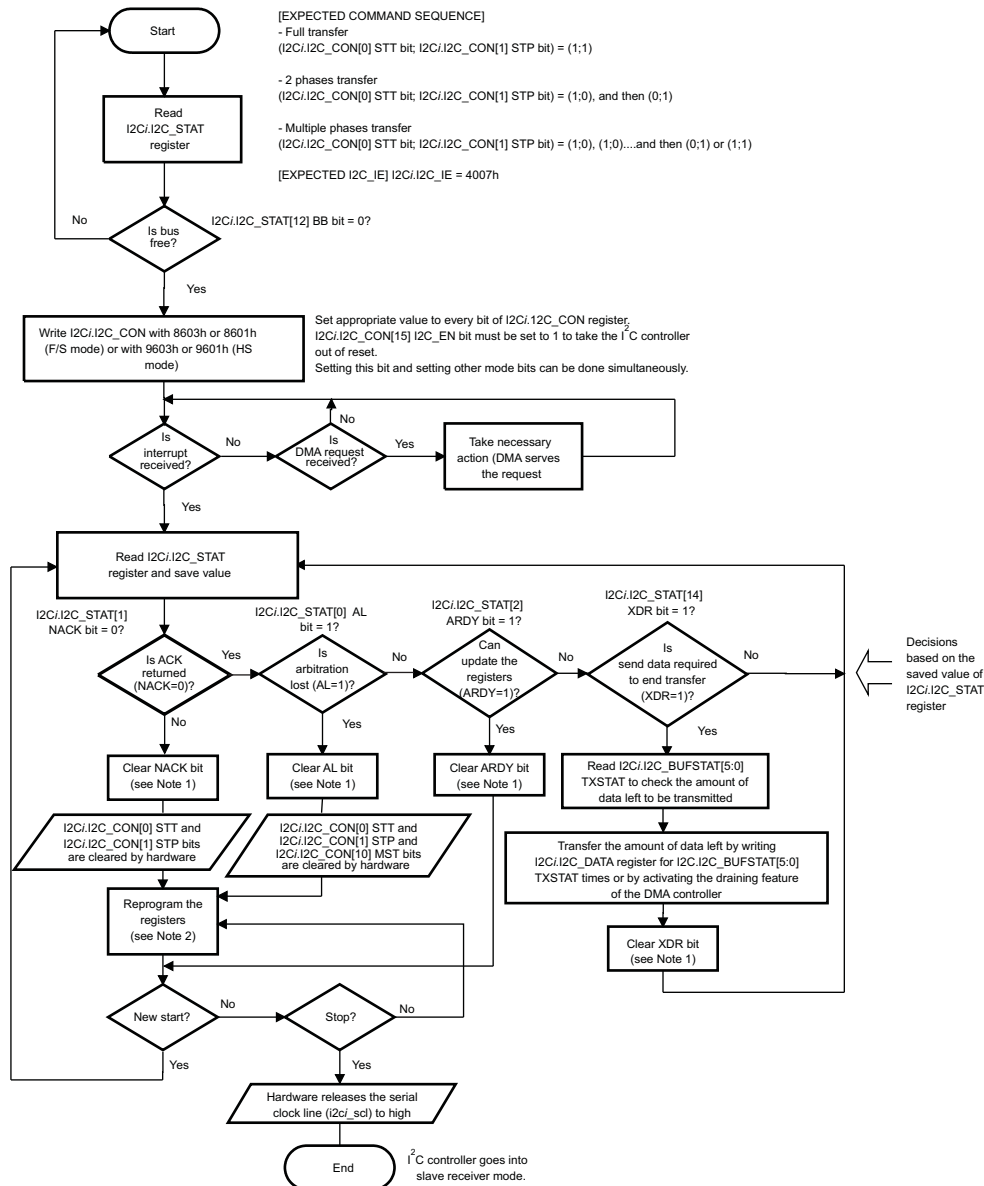 Start
[EXPECTED COMMAND SEQUENCE]
- Full transfer
(I2Ci.I2C_CON[0] STT bit; I2Ci.I2C_CON[1] STP bit) = (1;1)
- 2 phases transfer
(I2Ci.I2C_CON[0] STT bit; I2Ci.I2C_CON[1] STP bit) = (1;0), and then (0;1)
- Multiple phases transfer
(I2Ci.I2C_CON[0] STT bit; I2Ci.I2C_CON[1] STP bit) = (1;0), (1;0)....and then (0;1) or (1;1)
[EXPECTED I2C_IE] I2Ci.I2C_IE = 4007h
Read
I2Ci.I2C_STAT
register
No
I2Ci.I2C_STAT[12] BB bit = 0?
Is bus
free?
Yes
Write I2Ci.I2C_CON with 8603h or 8601h
(F/S mode) or with 9603h or 9601h (HS
mode)
Set appropriate value to every bit of I2Ci.12C_CON register.
I2Ci.I2C_CON[15] I2C_EN bit must be set to 1 to take the I2C controller
out of reset.
Setting this bit and setting other mode bits can be done simultaneously.
Is
interrupt
received?
No
Is
DMA request
received?
No
Yes
Take necessary
action (DMA serves
the request
Yes
Read I2Ci.I2C_STAT
register and save value
I2Ci.I2C_STAT[1]
NACK bit = 0?
I2Ci.I2C_STAT[0] AL
bit = 1?
I2Ci.I2C_STAT[2]
ARDY bit = 1?
I2Ci.I2C_STAT[14]
XDR bit = 1?
Is ACK
returned
(NACK=0)?
Yes
Is
arbitration
lost (AL=1)?
No
Can
update the
registers
(ARDY=1)?
No
Is
send data required
to end transfer
(XDR=1)?
No
Decisions
based on the
saved value of
I2Ci.I2C_STAT
register
No
Yes
Yes
Yes
Clear NACK bit
(see Note 1)
Clear AL bit
(see Note 1)
Clear ARDY bit
(see Note 1)
Read I2Ci.I2C_BUFSTAT[5:0]
TXSTAT to check the amount of
data left to be transmitted
I2Ci.I2C_CON[0] STT and
I2Ci.I2C_CON[1] STP bits
are cleared by hardware
I2Ci.I2C_CON[0] STT and
I2Ci.I2C_CON[1] STP and
I2Ci.I2C_CON[10] MST bits
are cleared by hardware
Transfer the amount of data left by writing
I2Ci.I2C_DATA register for I2C.I2C_BUFSTAT[5:0]
TXSTAT times or by activating the draining feature
of the DMA controller
Reprogram the
registers
(see Note 2)
Clear XDR bit
(see Note 1)
New start?
No
Stop?
No
Yes
Yes
Hardware releases the serial
clock line (i2ci_scl) to high
End
I2C controller goes into
slave receiver mode.